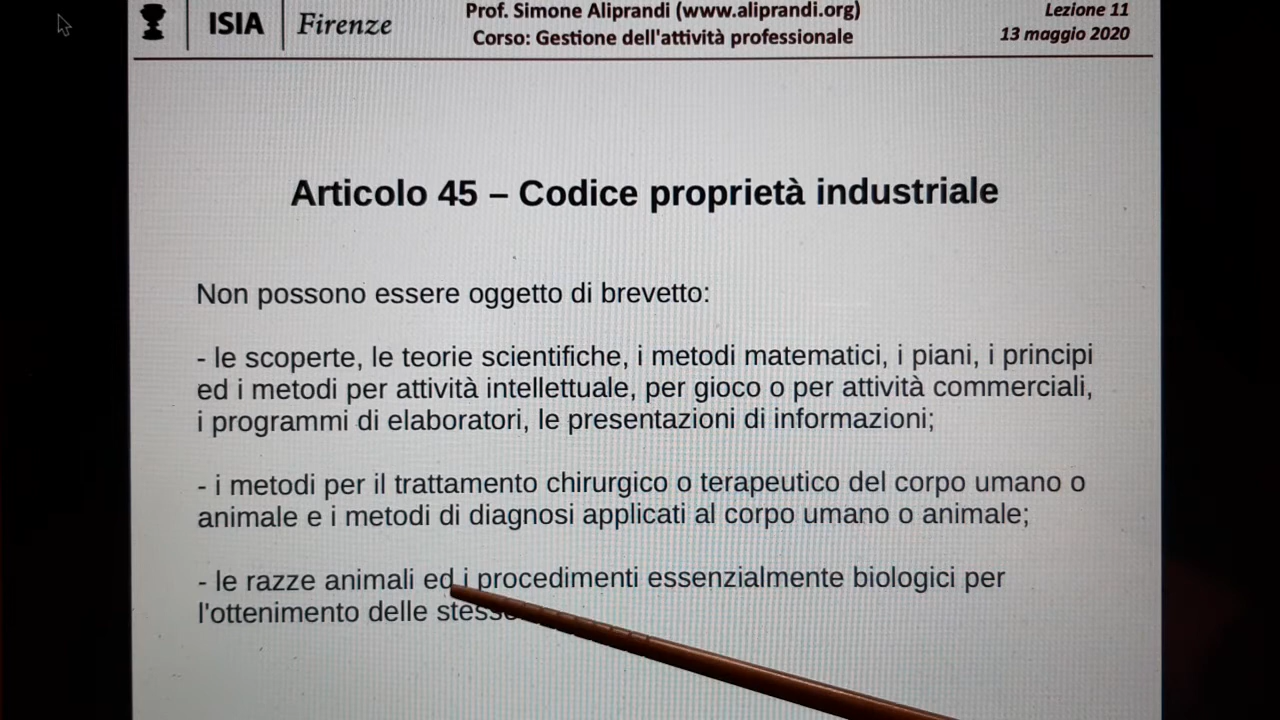 ISIA Firenze
Prof. Simone Aliprandi (www.aliprandi.org)
Corso: Gestione dell'attività professionale
Lezione 11
13 maggio 2020
Articolo 45 – Codice proprietà industriale
Non possono essere oggetto di brevetto:
- le scoperte, le teorie scientifiche, i metodi matematici, i piani, i principi
ed i metodi per attività intellettuale, per gioco o per attività commerciali,
i programmi di elaboratori, le presentazioni di informazioni;
- i metodi per il trattamento chirurgico o terapeutico del corpo umano o
animale e i metodi di diagnosi applicati al corpo umano o animale;
- le razze animali ed i procedimenti essenzialmente biologici per
l'ottenimento delle